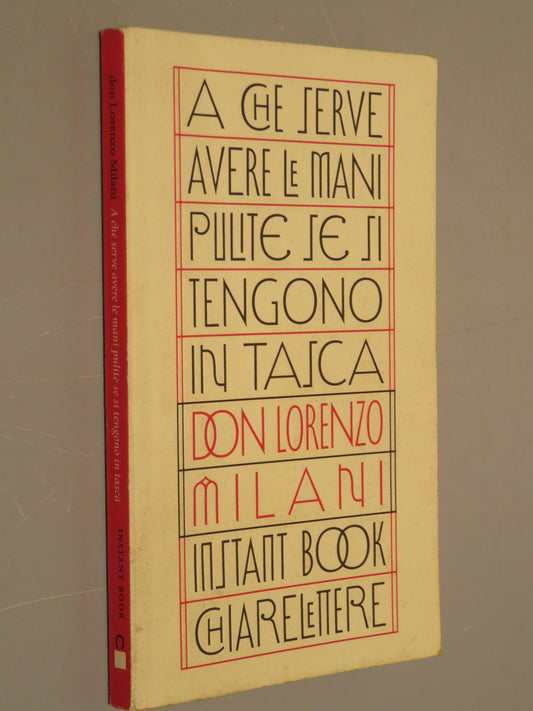 A CHE SERVE
AVERE LE MANI
PULITE SE SI
TENGONO
IN TASCA
DON LORENZO
MILANI
INSTANT BOOK
CHIARELETTERE
don Lorenzo Milani A che serve avere le mani pulite se si tengono in tasca INSTANT BOOK C